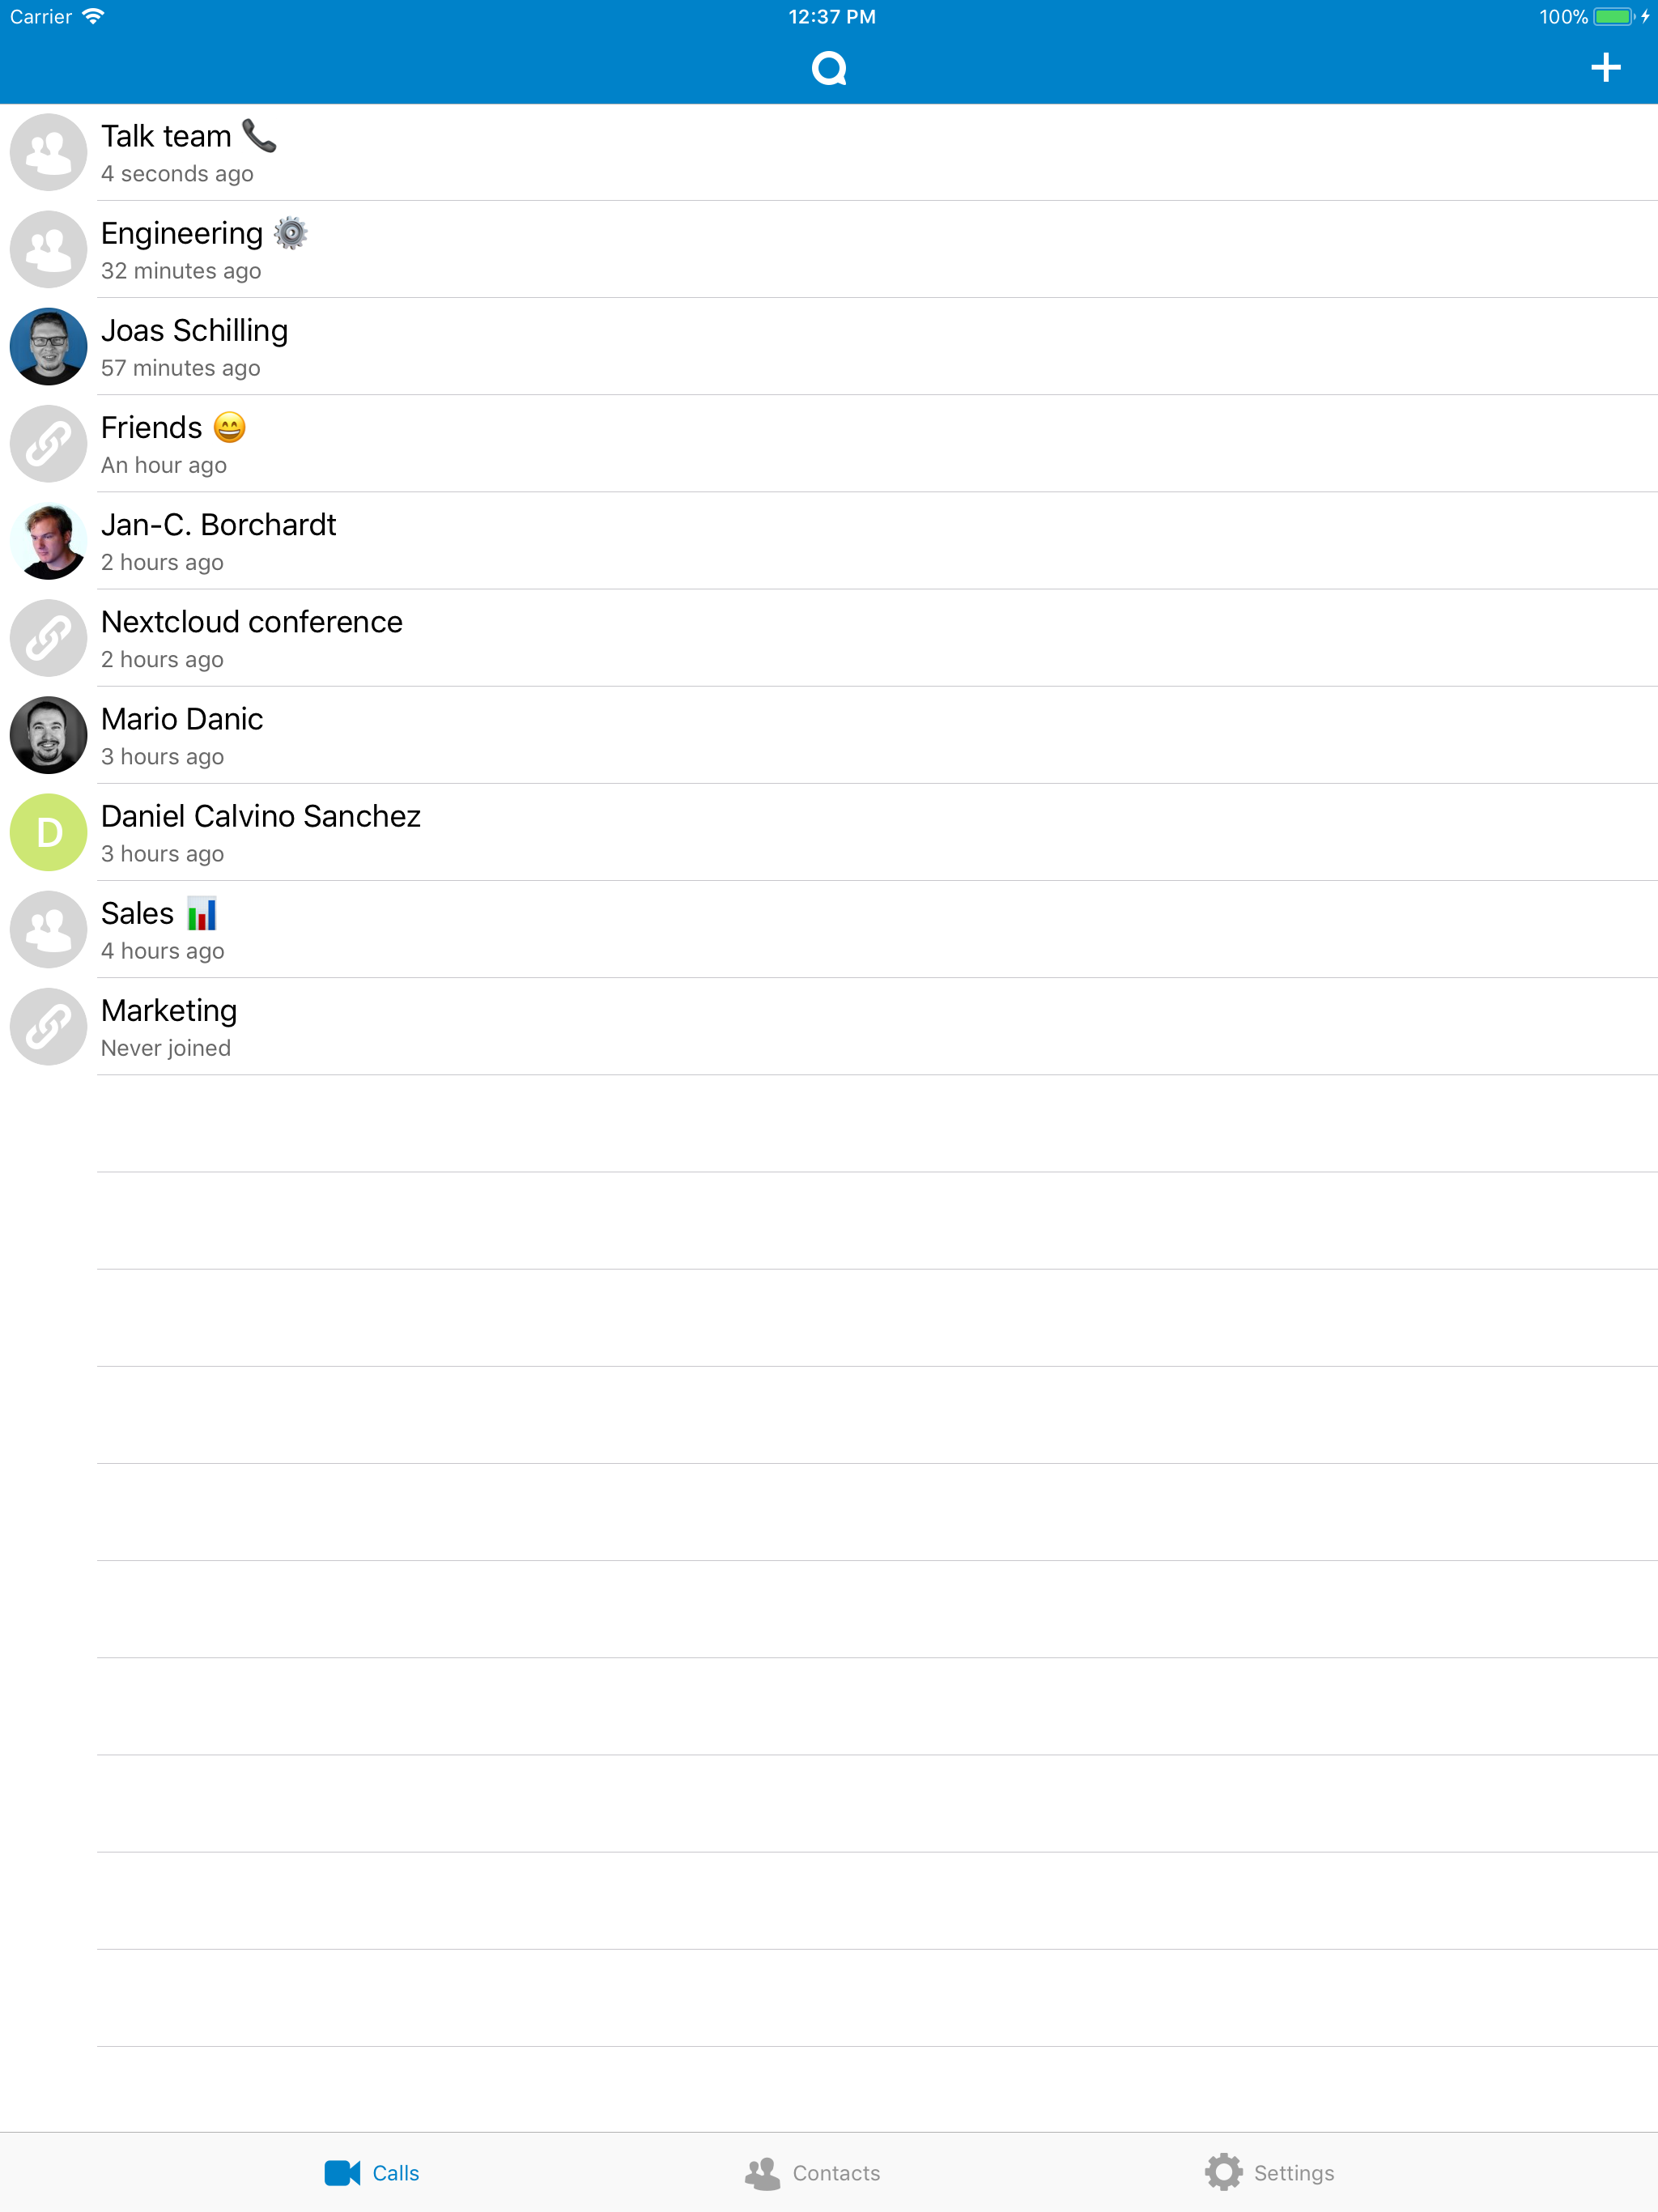 Carrier 12:37 PM 100%
Talk team 📞
4 seconds ago
Engineering ⚙️
32 minutes ago
Joas Schilling
57 minutes ago
Friends 😄
An hour ago
Jan-C. Borchardt
2 hours ago
Nextcloud conference
2 hours ago
Mario Danic
3 hours ago
D
Daniel Calvino Sanchez
3 hours ago
Sales 📊
4 hours ago
Marketing
Never joined
Calls Contacts Settings